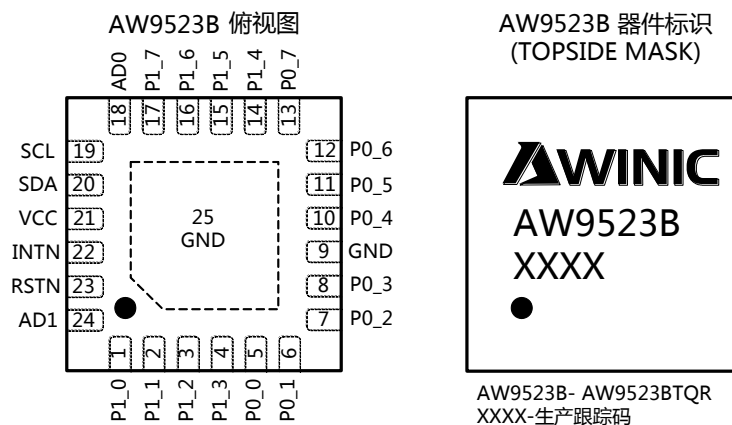 AW9523B 俯视图
AD0
P1_7
P1_6
P1_5
P1_4
P0_7
18
17
16
15
14
13
SCL 19
SDA 20
VCC 21
INTN 22
RSTN 23
AD1 24
25
GND
12 P0_6
11 P0_5
10 P0_4
9 GND
8 P0_3
7 P0_2
1
2
3
4
5
6
P1_0
P1_1
P1_2
P1_3
P0_0
P0_1
AW9523B 器件标识
(TOPSIDE MASK)
AWINIC
AW9523B
XXXX
AW9523B- AW9523BTQR
XXXX-生产跟踪码